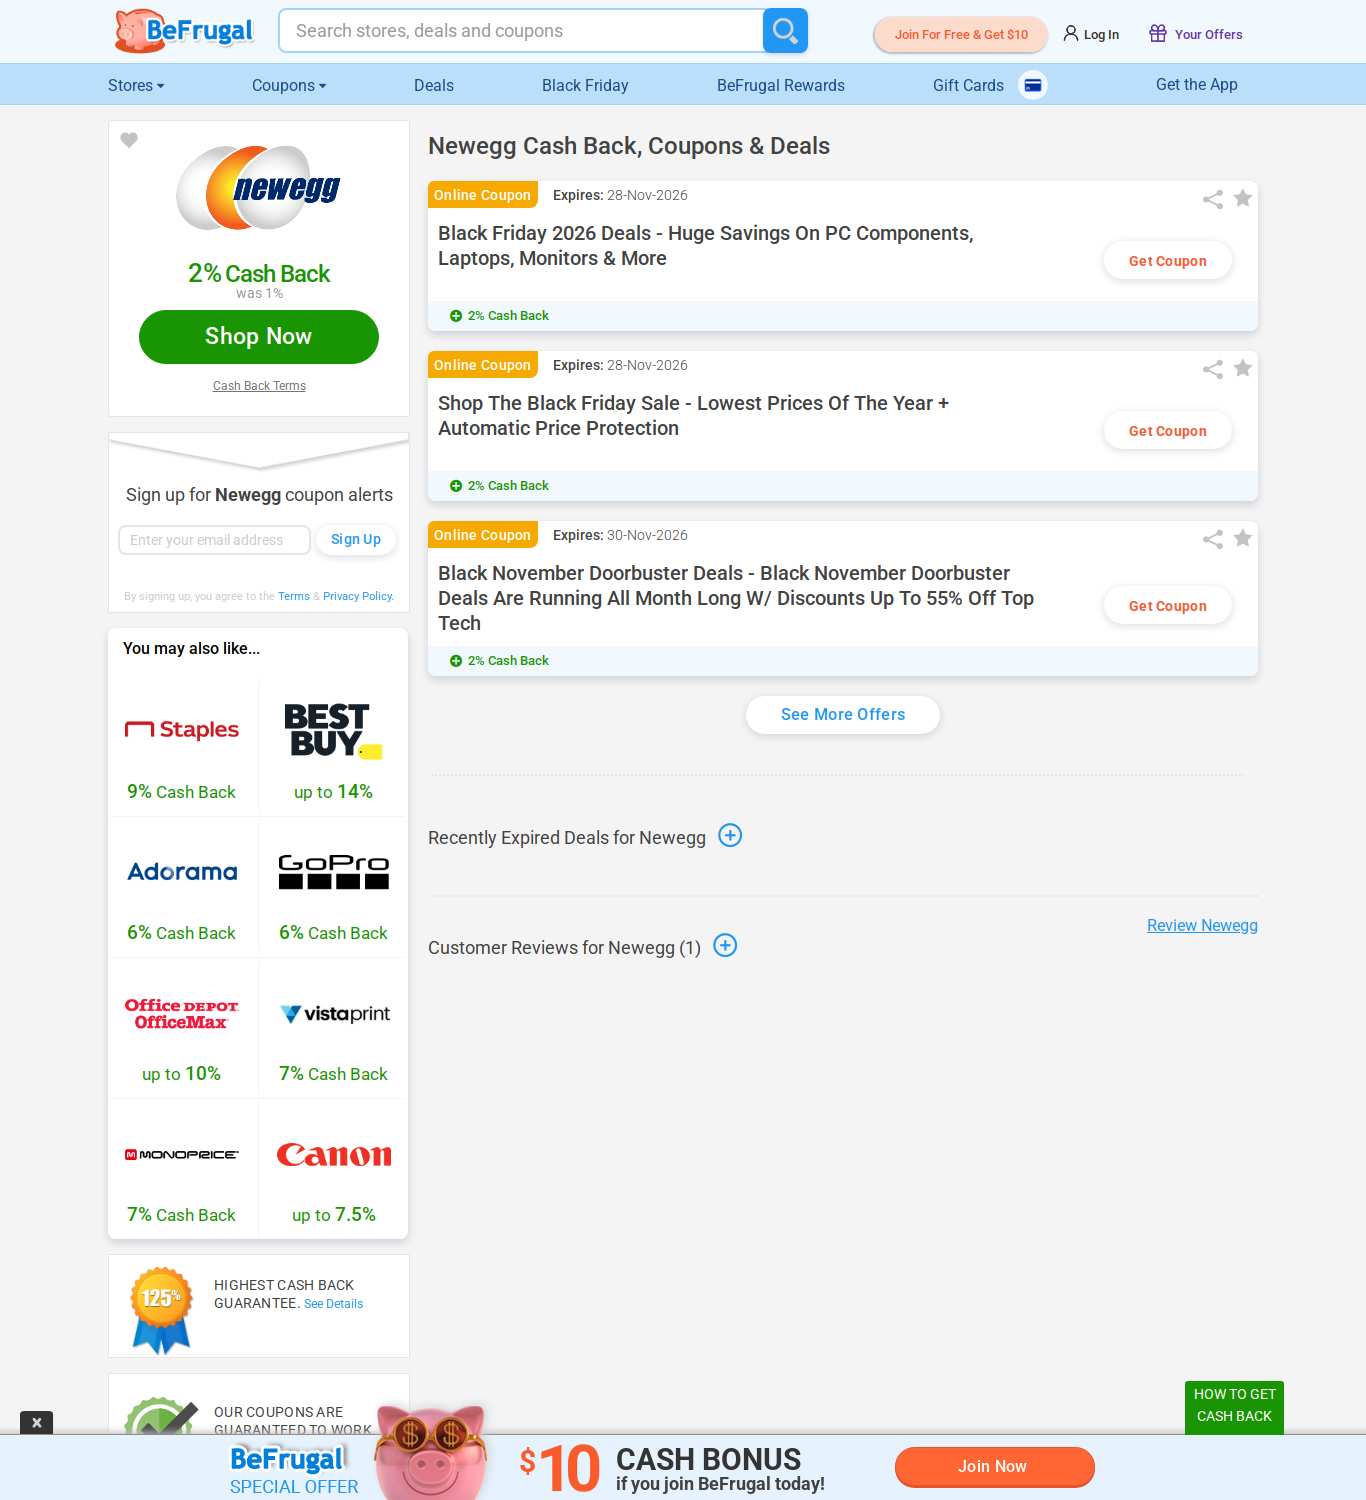 BeFrugal
Search stores, deals and coupons
Join For Free & Get $10
Log In
Your Offers
Stores
Coupons
Deals
Black Friday
BeFrugal Rewards
Gift Cards
Get the App
newegg
2% Cash Back
was 1%
Shop Now
Cash Back Terms
Sign up for Newegg coupon alerts
Enter your email address
Sign Up
By signing up, you agree to the Terms & Privacy Policy.
You may also like...
Staples
BEST BUY
9% Cash Back
up to 14%
Adorama
GoPro
6% Cash Back
6% Cash Back
Office DEPOT
OfficeMax
vistaprint
up to 10%
7% Cash Back
MONOPRICE
Canon
7% Cash Back
up to 7.5%
125%
HIGHEST CASH BACK
GUARANTEE. See Details
OUR COUPONS ARE
GUARANTEED TO WORK
Newegg Cash Back, Coupons & Deals
Online Coupon
Expires: 28-Nov-2026
Black Friday 2026 Deals - Huge Savings On PC Components,
Laptops, Monitors & More
Get Coupon
2% Cash Back
Online Coupon
Expires: 28-Nov-2026
Shop The Black Friday Sale - Lowest Prices Of The Year +
Automatic Price Protection
Get Coupon
2% Cash Back
Online Coupon
Expires: 30-Nov-2026
Black November Doorbuster Deals - Black November Doorbuster
Deals Are Running All Month Long W/ Discounts Up To 55% Off Top
Tech
Get Coupon
2% Cash Back
See More Offers
Recently Expired Deals for Newegg
Review Newegg
Customer Reviews for Newegg (1)
HOW TO GET
CASH BACK
x
BeFrugal
SPECIAL OFFER
$10
CASH BONUS
if you join BeFrugal today!
Join Now